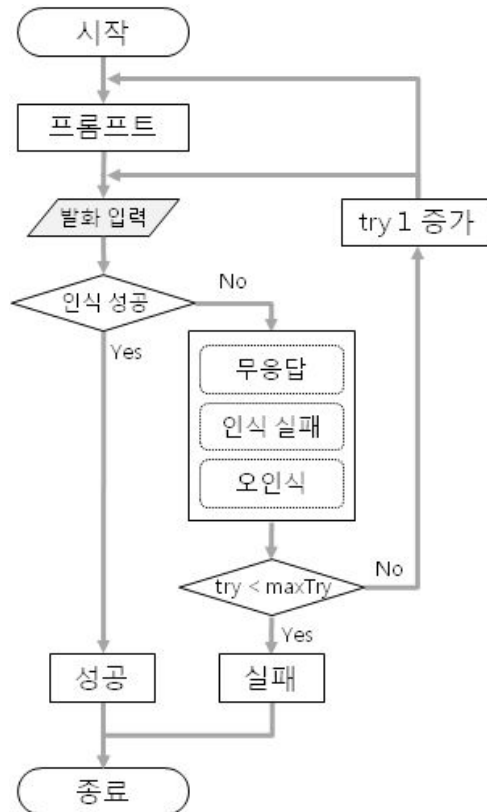 시작
프롬프트
발화 입력
try 1 증가
인식 성공
No
Yes
무응답
인식 실패
오인식
try < maxTry
No
Yes
성공
실패
종료